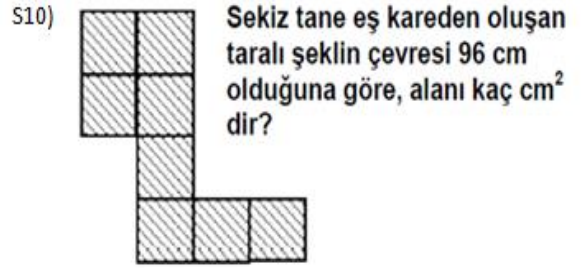 S10)
Sekiz tane eş kareden oluşan
taralı şeklin çevresi 96 cm
olduğuna göre, alanı kaç cm²
dir?